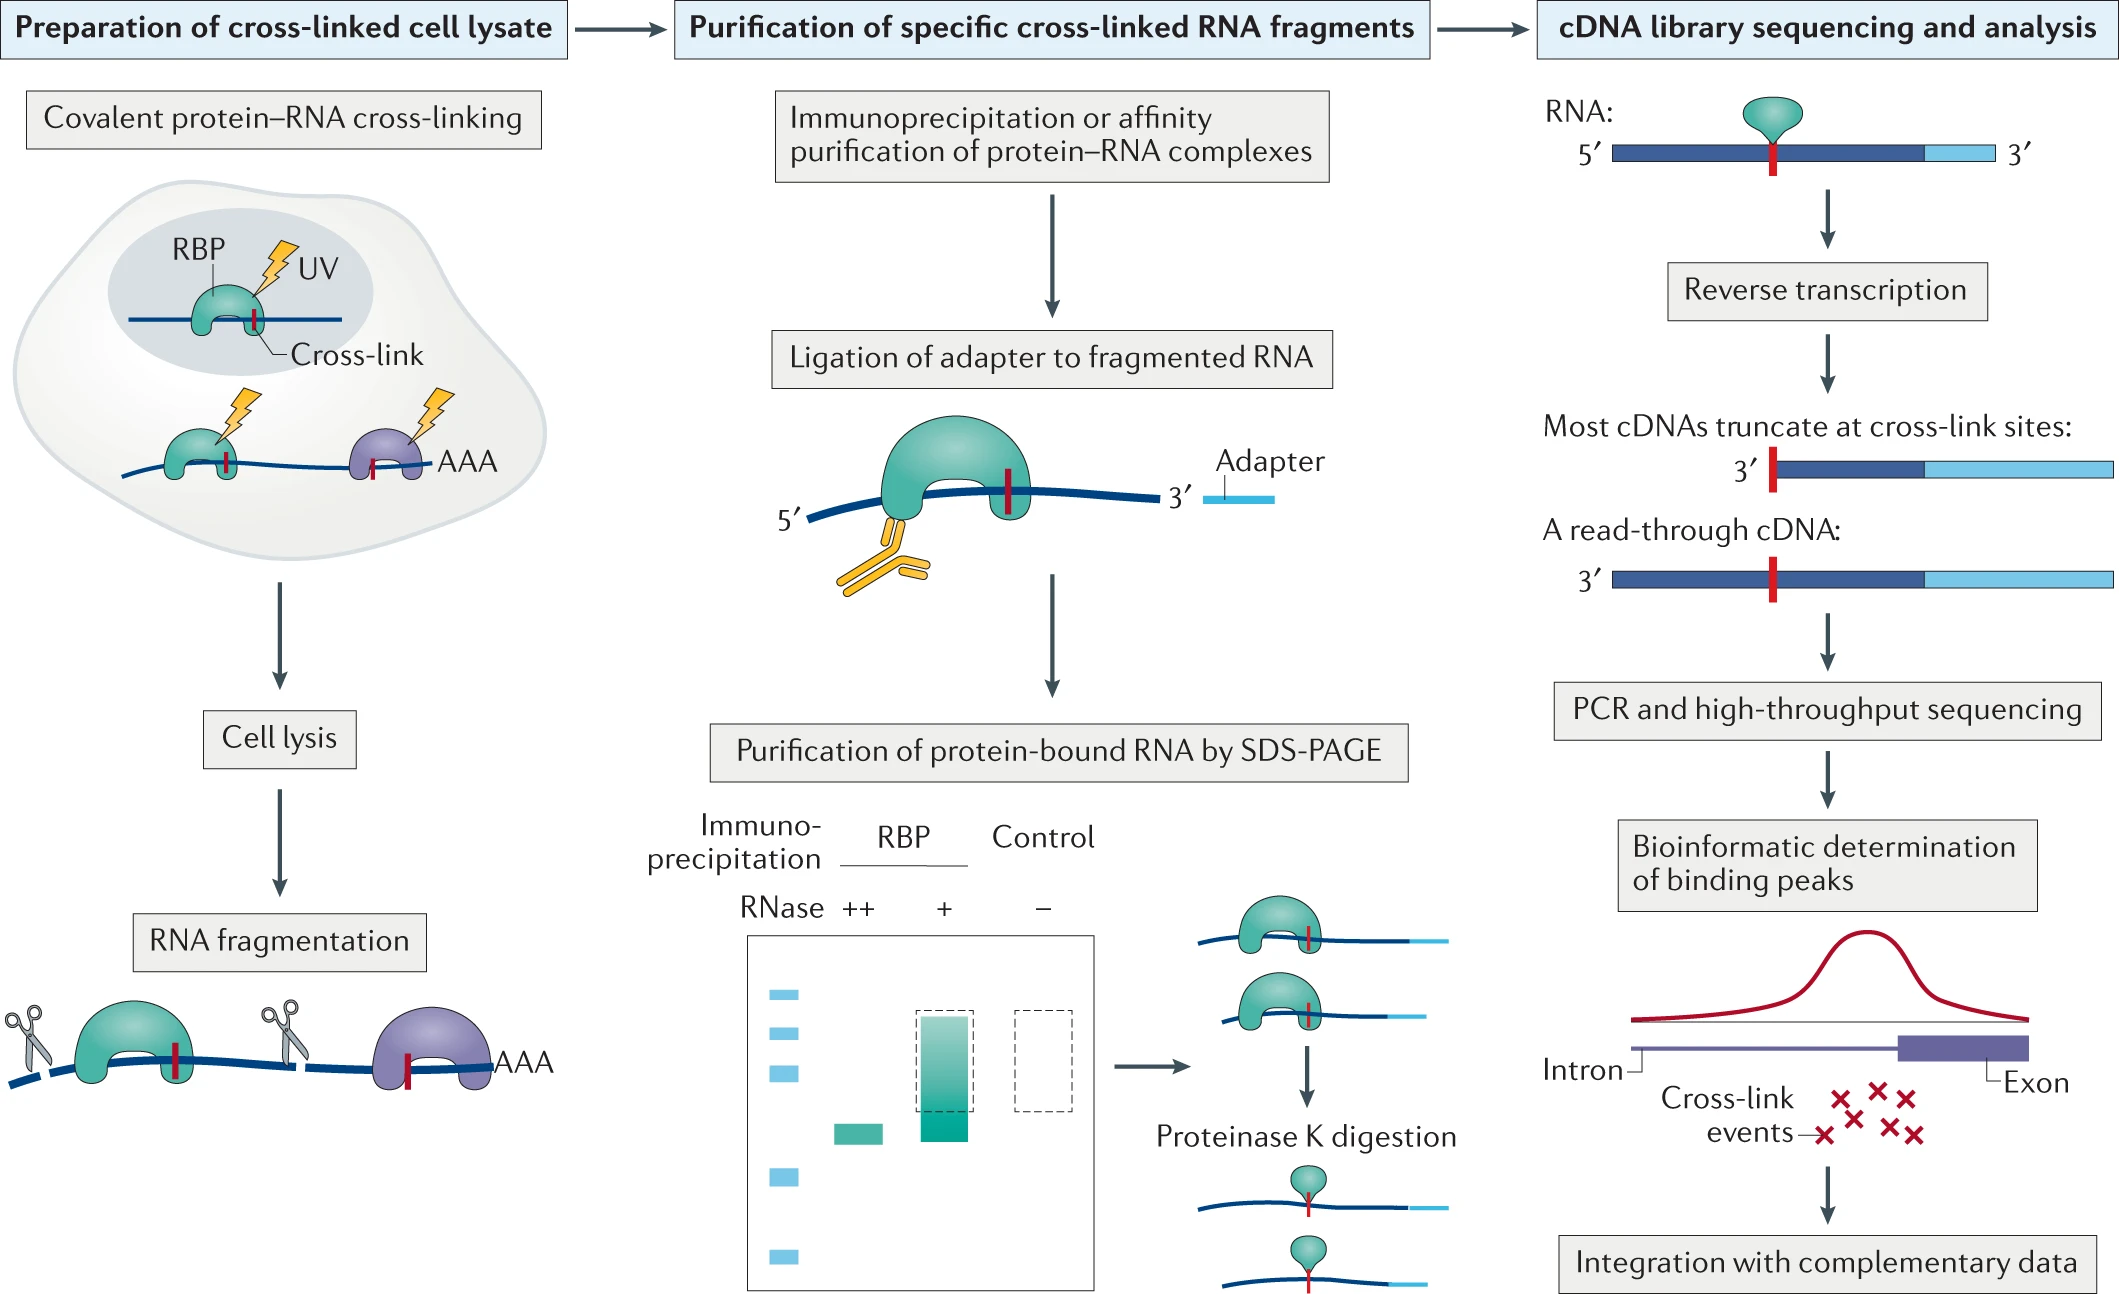 Preparation of cross-linked cell lysate
Covalent protein–RNA cross-linking
RBP
UV
Cross-link
AAA
Cell lysis
RNA fragmentation
AAA
Purification of specific cross-linked RNA fragments
Immunoprecipitation or affinity
purification of protein–RNA complexes
Ligation of adapter to fragmented RNA
Adapter
5′
3′
Purification of protein-bound RNA by SDS-PAGE
Immuno-
precipitation
RBP
Control
RNase ++ + –
Proteinase K digestion
cDNA library sequencing and analysis
RNA:
5′
3′
Reverse transcription
Most cDNAs truncate at cross-link sites:
3′
A read-through cDNA:
3′
PCR and high-throughput sequencing
Bioinformatic determination
of binding peaks
Intron
Exon
Cross-link
events
Integration with complementary data